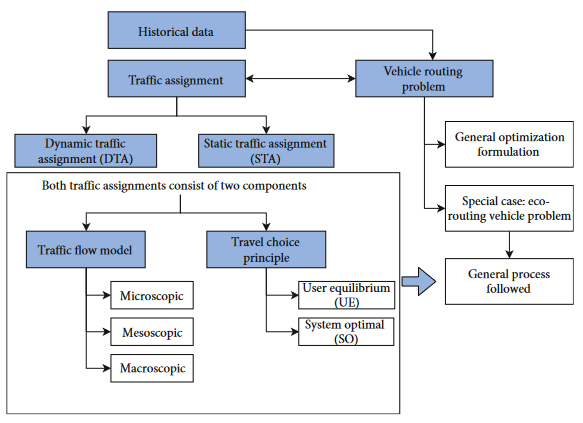 Historical data
Traffic assignment
Vehicle routing
problem
Dynamic traffic
assignment (DTA)
Static traffic assignment
(STA)
General optimization
formulation
Both traffic assignments consist of two components
Special case: eco-
routing vehicle problem
Traffic flow model
Travel choice
principle
General process
followed
Microscopic
User equilibrium
(UE)
Mesoscopic
System optimal
(SO)
Macroscopic